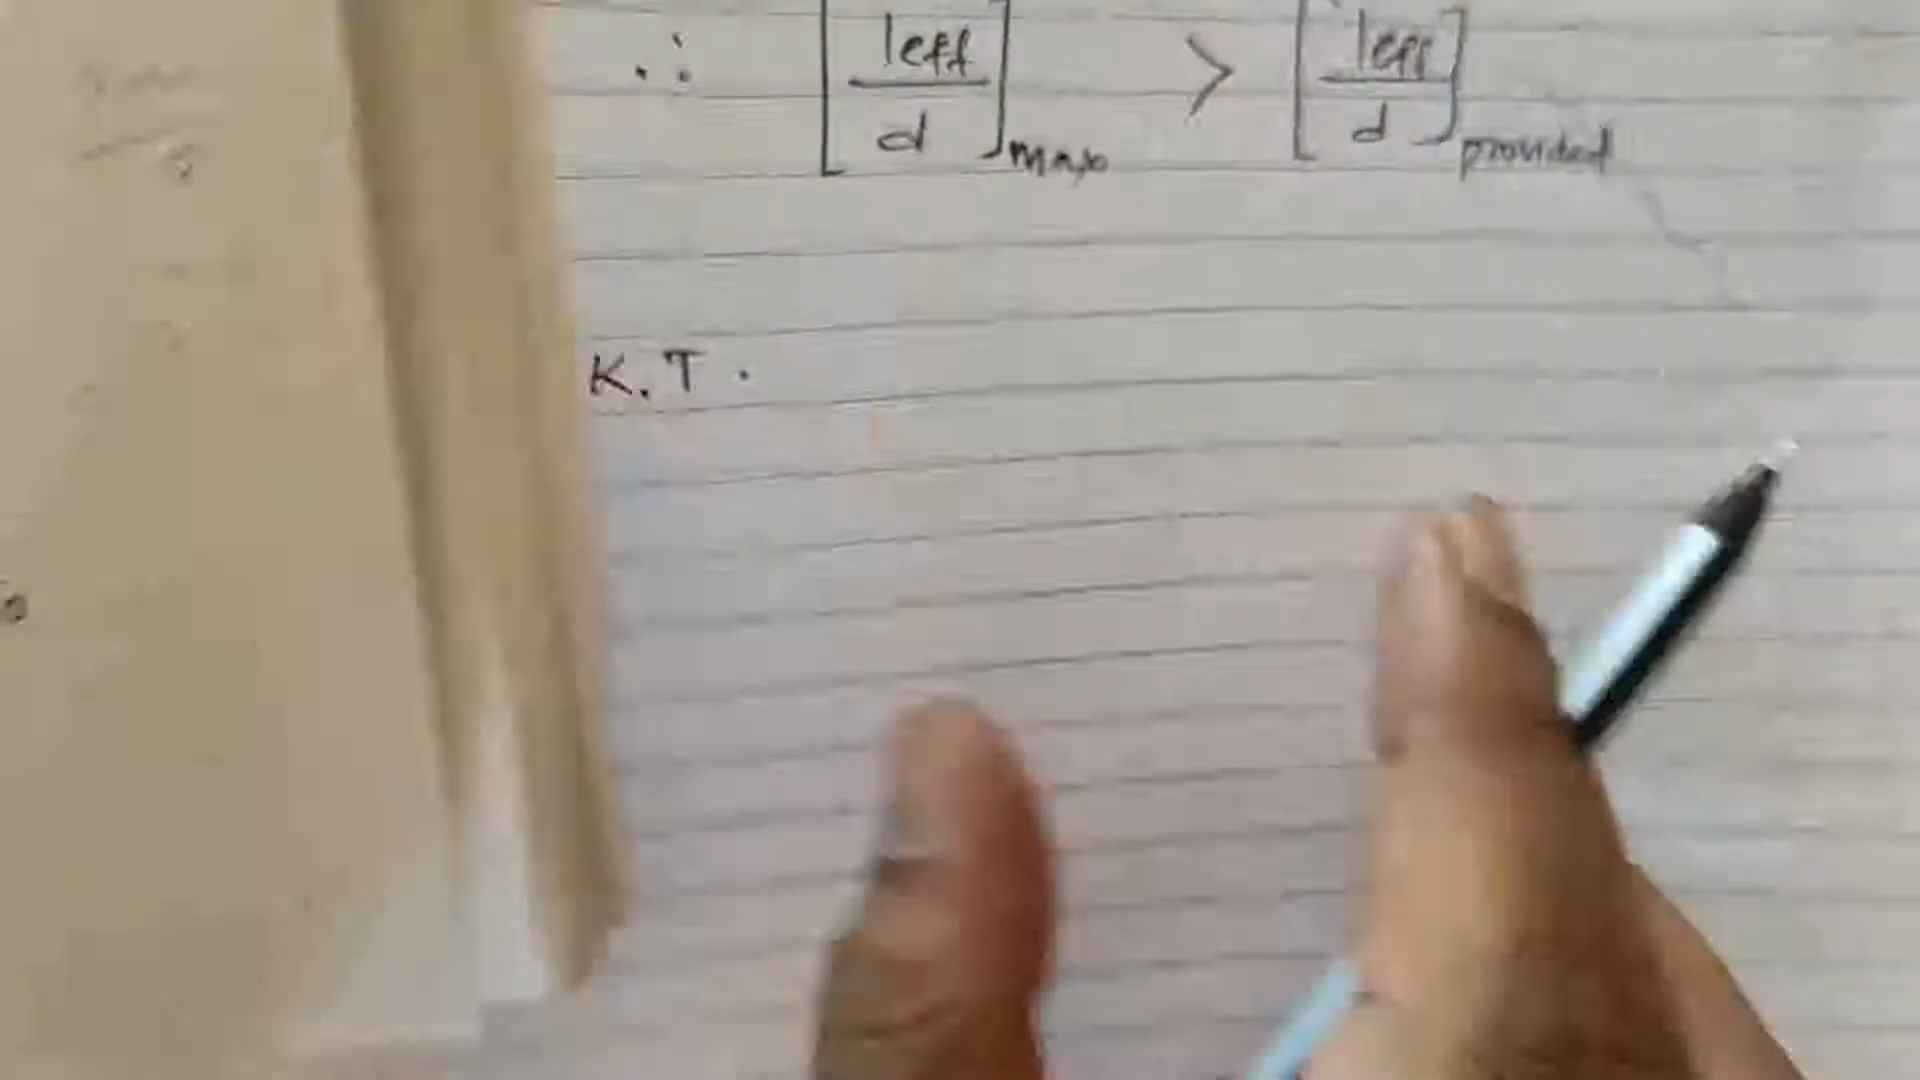 ∴ [leff/d]max > [leff/d]provided
K.T.